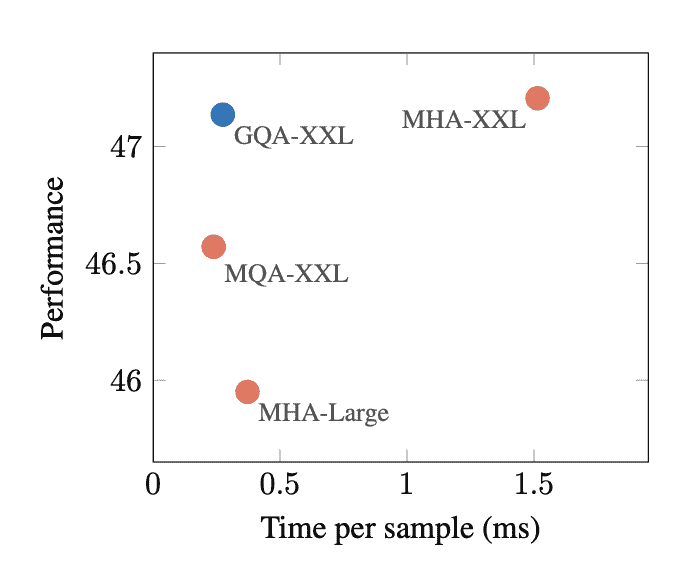 MHA-XXL
GQA-XXL
47
Performance
46.5
MQA-XXL
46
MHA-Large
0 0.5 1 1.5
Time per sample (ms)